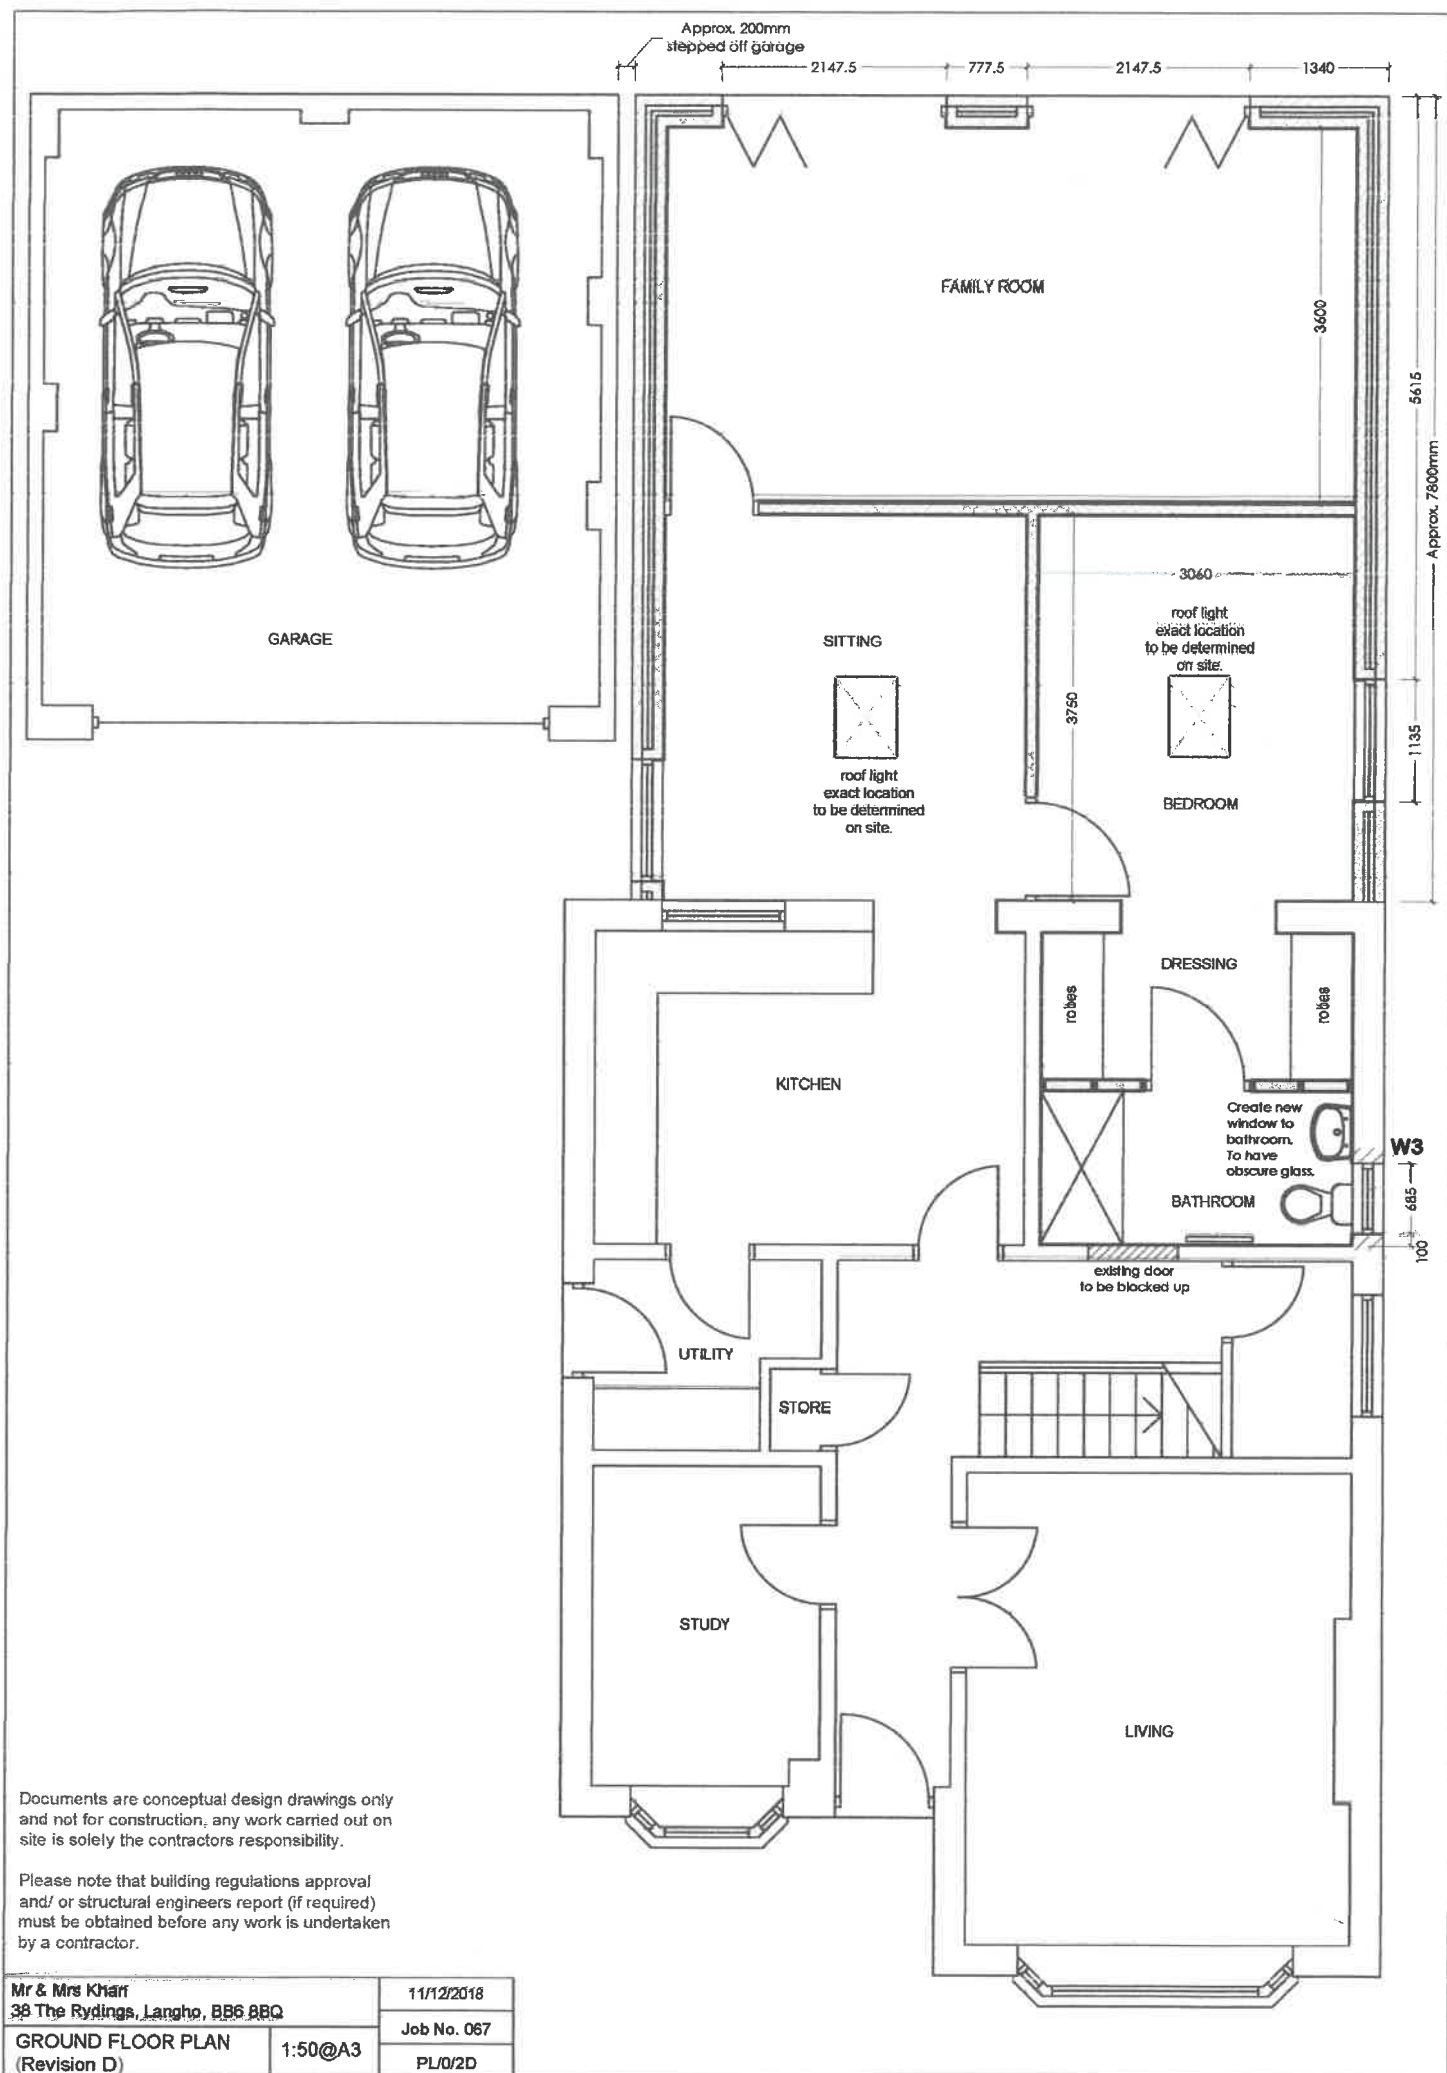 Approx. 200mm
stepped off garage
2147.5
777.5
2147.5
1340
FAMILY ROOM
3600
5615
Approx. 7800mm
3060
GARAGE
SITTING
roof light
exact location
to be determined
on site.
3750
1135
roof light
exact location
to be determined
on site.
BEDROOM
DRESSING
robes
robes
KITCHEN
Create new
window to
bathroom.
To have
obscure glass.
W3
685
BATHROOM
100
existing door
to be blocked up
UTILITY
STORE
STUDY
LIVING
Documents are conceptual design drawings only
and not for construction, any work carried out on
site is solely the contractors responsibility.
Please note that building regulations approval
and/ or structural engineers report (if required)
must be obtained before any work is undertaken
by a contractor.
Mr & Mrs
38 The Rydings, Langho, BB6 8BQ
11/12/2018
Job No. 067
GROUND FLOOR PLAN
(Revision D)
1:50@A3
PL/0/2D